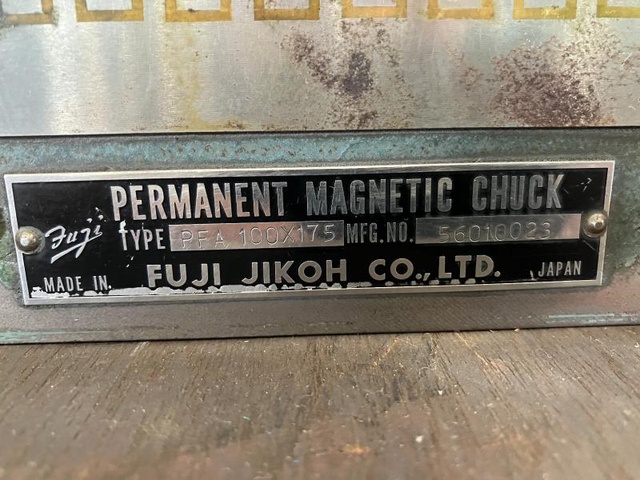 PERMANENT MAGNETIC CHUCK
Fuji TYPE PFA 100X175 MFG. NO. 56010023
MADE IN. FUJI JIKOH CO., LTD. JAPAN